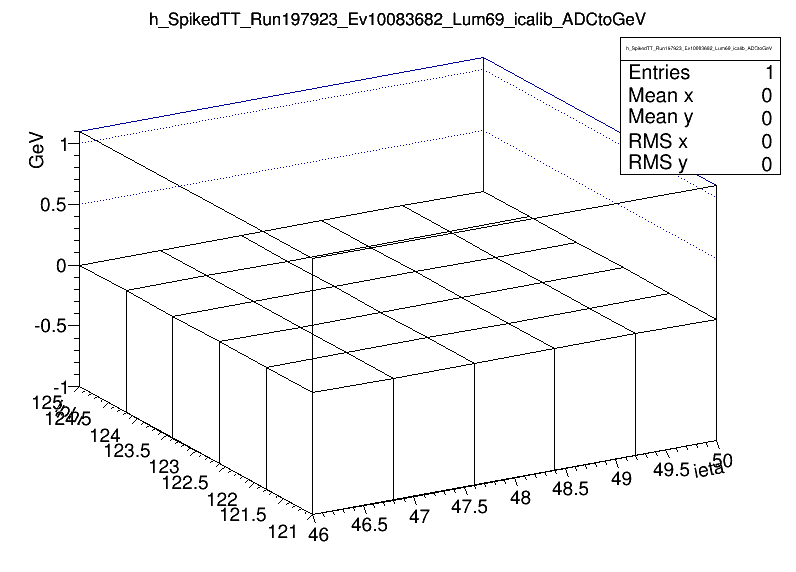 h_SpikedTT_Run197923_Ev10083682_Lum69_icalib_ADCtoGeV
h_SpikedTT_Run197923_Ev10083682_Lum69_icalib_ADCtoGeV
Entries 1
Mean x 0
Mean y 0
RMS x 0
RMS y 0
GeV
1
0.5
0
-0.5
-1
125
124.5
124
123.5
123
122.5
122
121.5
121
46
46.5
47
47.5
48
48.5
49
49.5
50
ieta